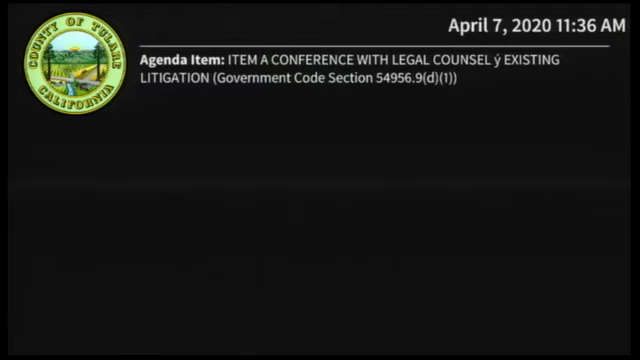 COUNTY OF TULARE
CALIFORNIA
April 7, 2020 11:36 AM
Agenda Item: ITEM A CONFERENCE WITH LEGAL COUNSEL ý EXISTING
LITIGATION (Government Code Section 54956.9(d)(1))